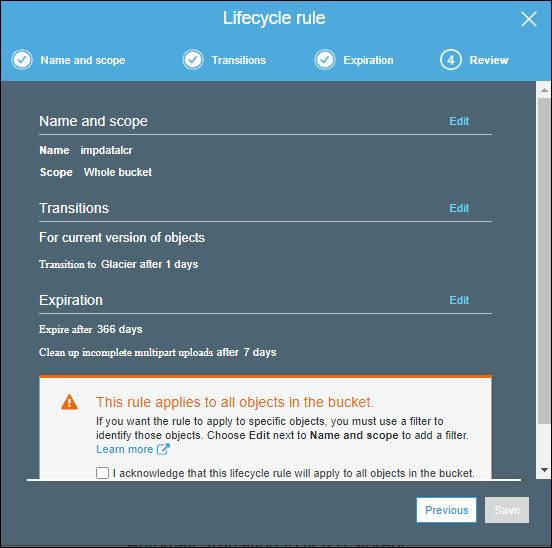 Lifecycle rule
Name and scope
Transitions
Expiration
4 Review
Name and scope Edit
Name impdatalcr
Scope Whole bucket
Transitions Edit
For current version of objects
Transition to Glacier after 1 days
Expiration Edit
Expire after 366 days
Clean up incomplete multipart uploads after 7 days
This rule applies to all objects in the bucket.
If you want the rule to apply to specific objects, you must use a filter to
identify those objects. Choose Edit next to Name and scope to add a filter.
Learn more
I acknowledge that this lifecycle rule will apply to all objects in the bucket.
Previous Save